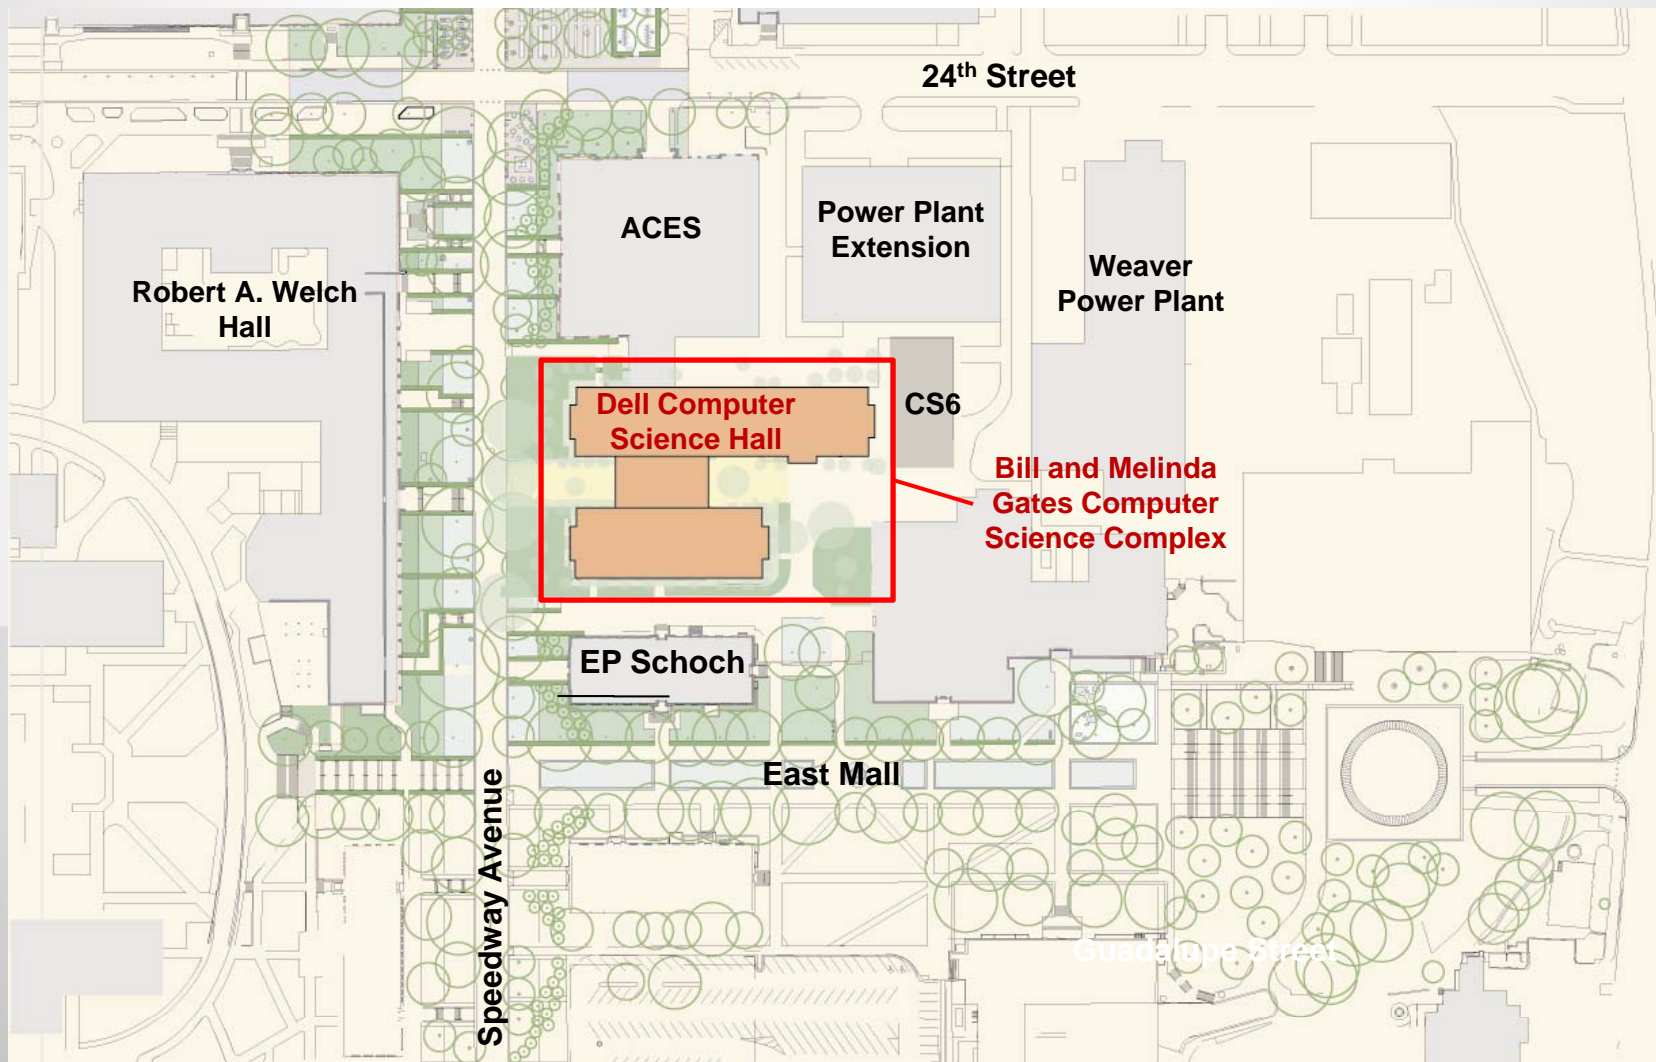 24th Street
ACES
Power Plant
Extension
Weaver
Power Plant
Robert A. Welch
Hall
Dell Computer
Science Hall
CS6
Bill and Melinda
Gates Computer
Science Complex
EP Schoch
East Mall
Speedway Avenue
Guadalupe Street